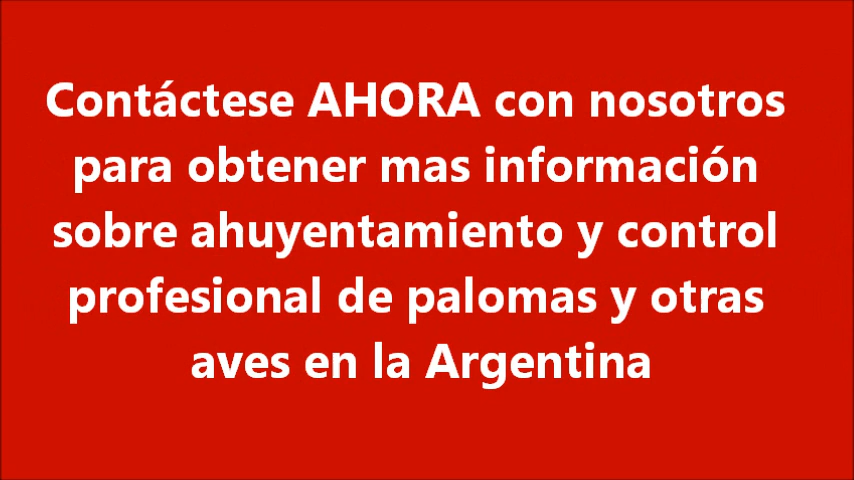 Contáctese AHORA con nosotros
para obtener mas información
sobre ahuyentamiento y control
profesional de palomas y otras
aves en la Argentina